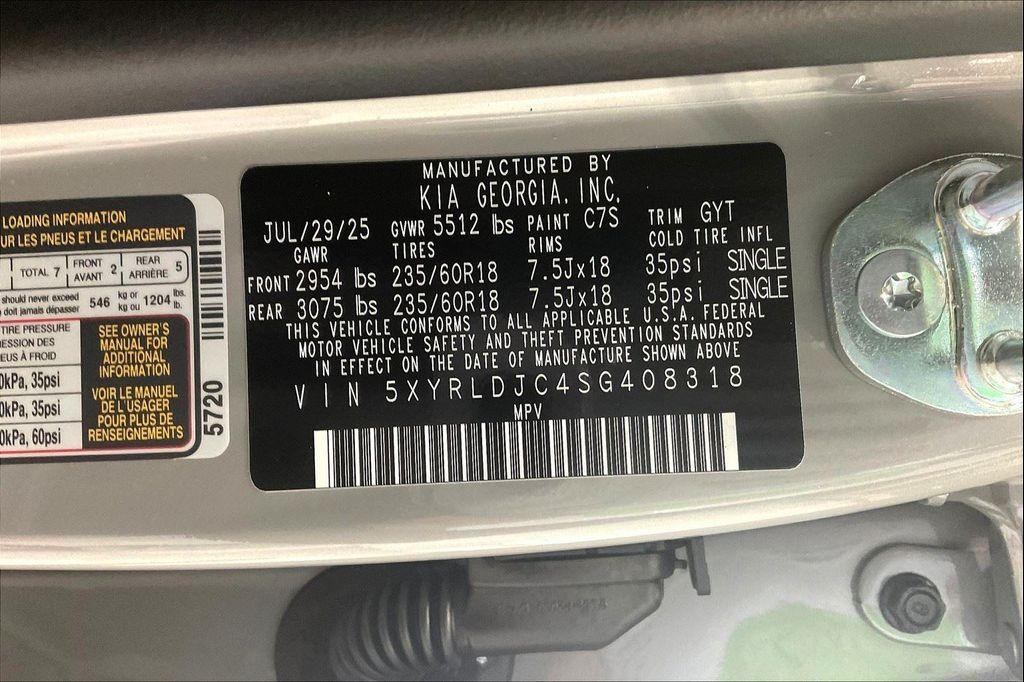 LOADING INFORMATION
UR LES PNEUS ET LE CHARGEMENT
TOTAL 7 FRONT AVANT 2 REAR ARRIÈRE 5
should never exceed
doit jamais dépasser 546 kg or kg ou 1204 lbs. lb.
TIRE PRESSURE
SSION DES
EUS À FROID
0kPa, 35psi
0kPa, 35psi
0kPa, 60psi
SEE OWNER'S
MANUAL FOR
ADDITIONAL
INFORMATION
VOIR LE MANUEL
DE L'USAGER
POUR PLUS DE
RENSEIGNEMENTS
5720
MANUFACTURED BY
KIA GEORGIA, INC.
JUL/29/25 GVWR 5512 lbs PAINT C7S TRIM GYT
GAWR TIRES RIMS COLD TIRE INFL
FRONT 2954 lbs 235/60R18 7.5Jx18 35psi SINGLE
REAR 3075 lbs 235/60R18 7.5Jx18 35psi SINGLE
THIS VEHICLE CONFORMS TO ALL APPLICABLE U.S.A. FEDERAL
MOTOR VEHICLE SAFETY AND THEFT PREVENTION STANDARDS
IN EFFECT ON THE DATE OF MANUFACTURE SHOWN ABOVE
VIN 5XYRLDJC4SG408318
MPV